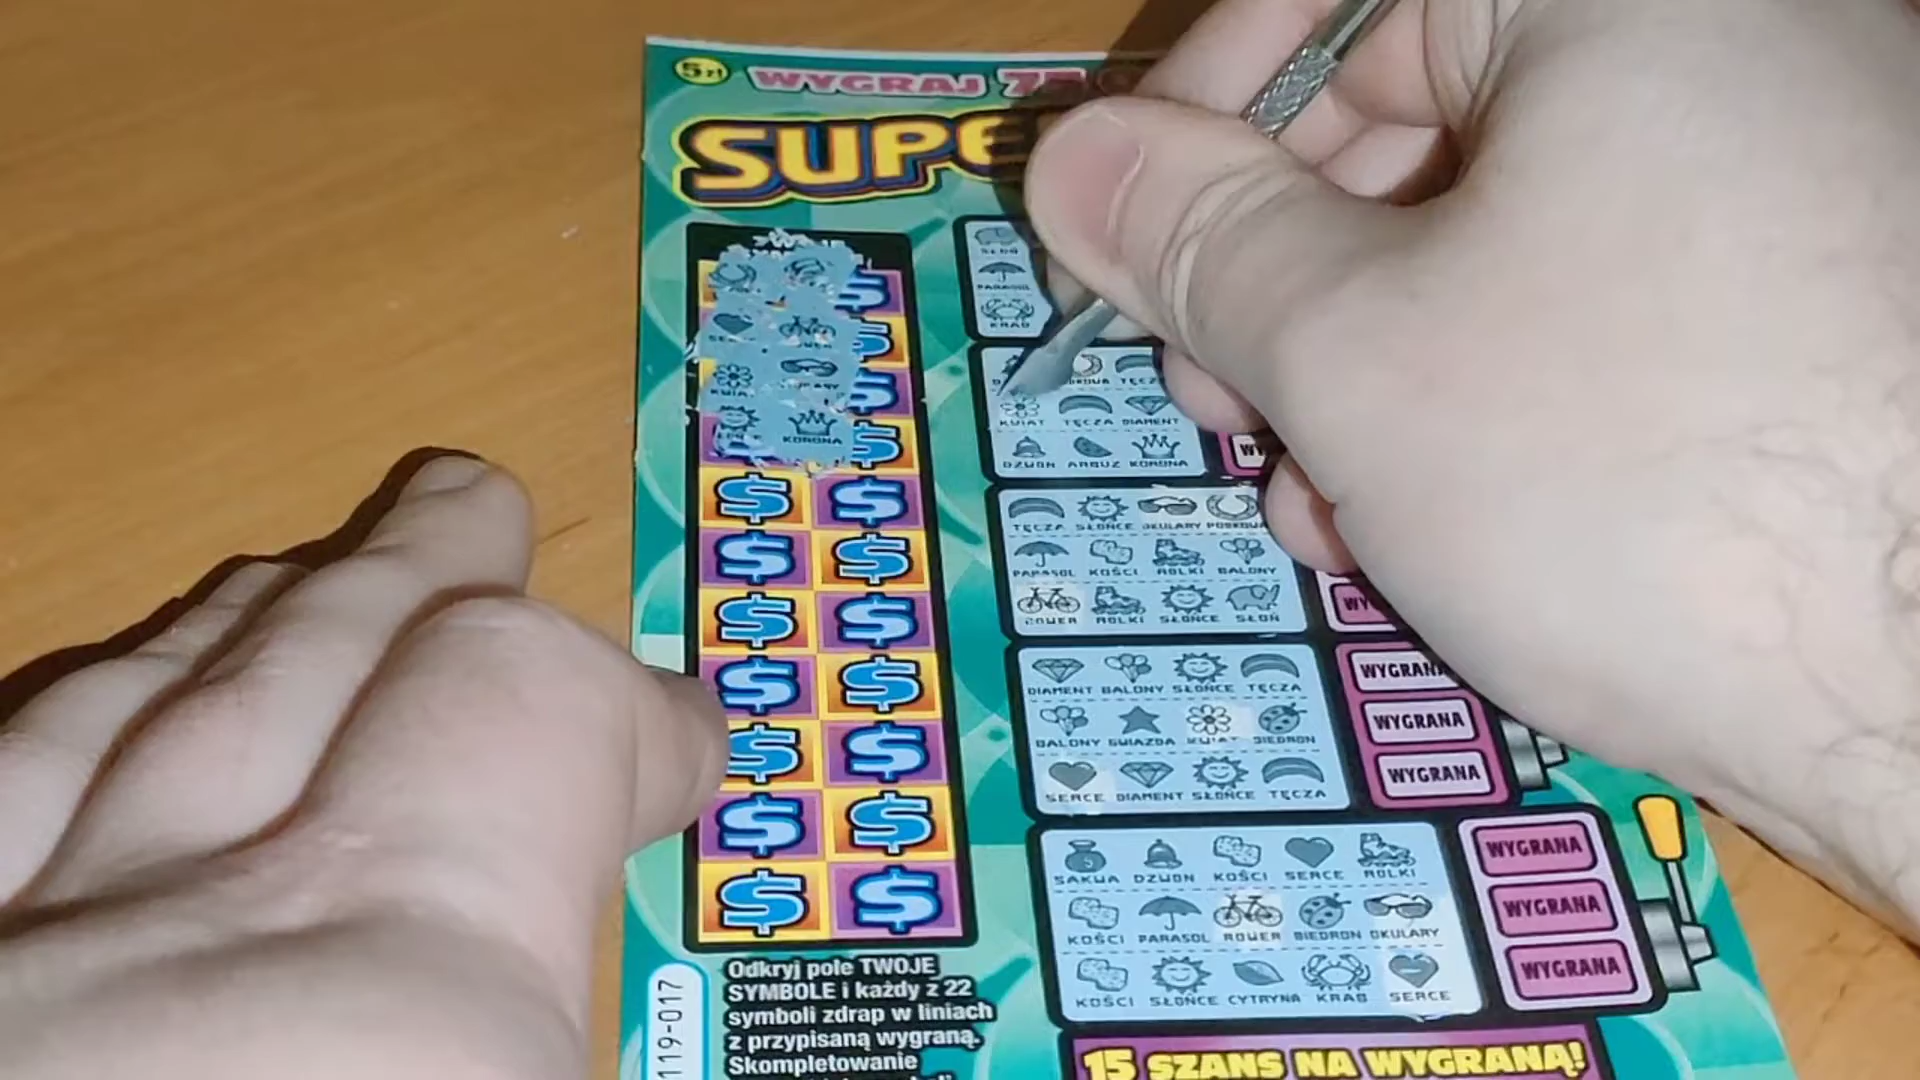 5 zł
WYGRAJ
SUPE
SŁOŃ
PARASOL
KRAB
KORONA
TĘCZA
KWIAT TĘCZA DIAMENT
DZWON ARBUZ KORONA
TĘCZA SŁOŃCE OKULARY PODKOWA
PARASOL KOŚCI ROLKI BALONY
ROWER ROLKI SŁOŃCE SŁOŃ
DIAMENT BALONY SŁOŃCE TĘCZA
WYGRANA
BALONY GWIAZDA KWIAT BIEDRON
WYGRANA
SERCE DIAMENT SŁOŃCE TĘCZA
WYGRANA
SAKWA DZWON KOŚCI SERCE ROLKI
WYGRANA
KOŚCI PARASOL ROWER BIEDRON OKULARY
WYGRANA
KOŚCI SŁOŃCE CYTRYNA KRAB SERCE
WYGRANA
Odkryj pole TWOJE
SYMBOLE i każdy z 22
symboli zdrap w liniach
z przypisaną wygraną.
Skompletowanie
119-017
15 SZANS NA WYGRANĄ!